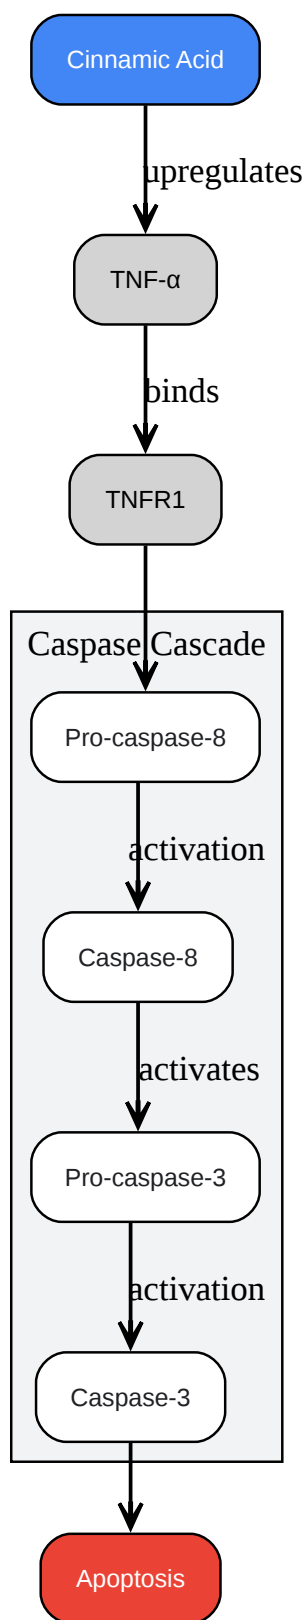 Cinnamic Acid
upregulates
TNF-α
binds
TNFR1
Caspase Cascade
Pro-caspase-8
activation
Caspase-8
activates
Pro-caspase-3
activation
Caspase-3
Apoptosis